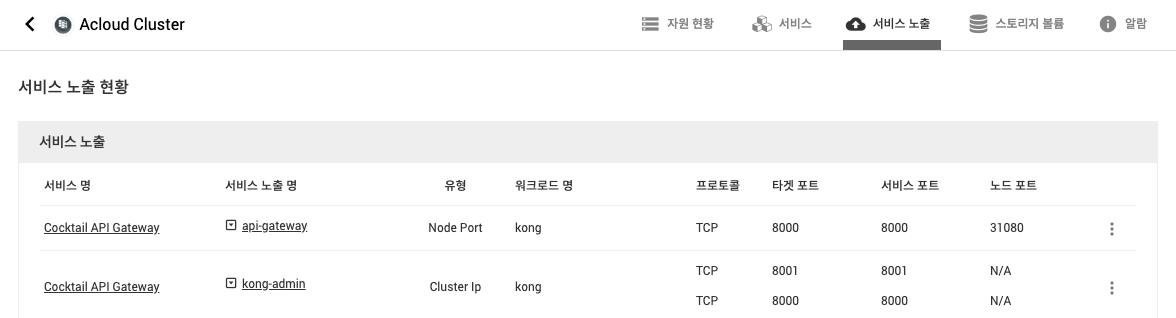 Acloud Cluster
자원 현황 서비스 서비스 노출 스토리지 볼륨 알람
서비스 노출 현황
서비스 노출
서비스 명 서비스 노출 명 유형 워크로드 명 프로토콜 타겟 포트 서비스 포트 노드 포트
Cocktail API Gateway api-gateway Node Port kong TCP 8000 8000 31080
Cocktail API Gateway kong-admin Cluster Ip kong TCP 8001 8001 N/A
TCP 8000 8000 N/A